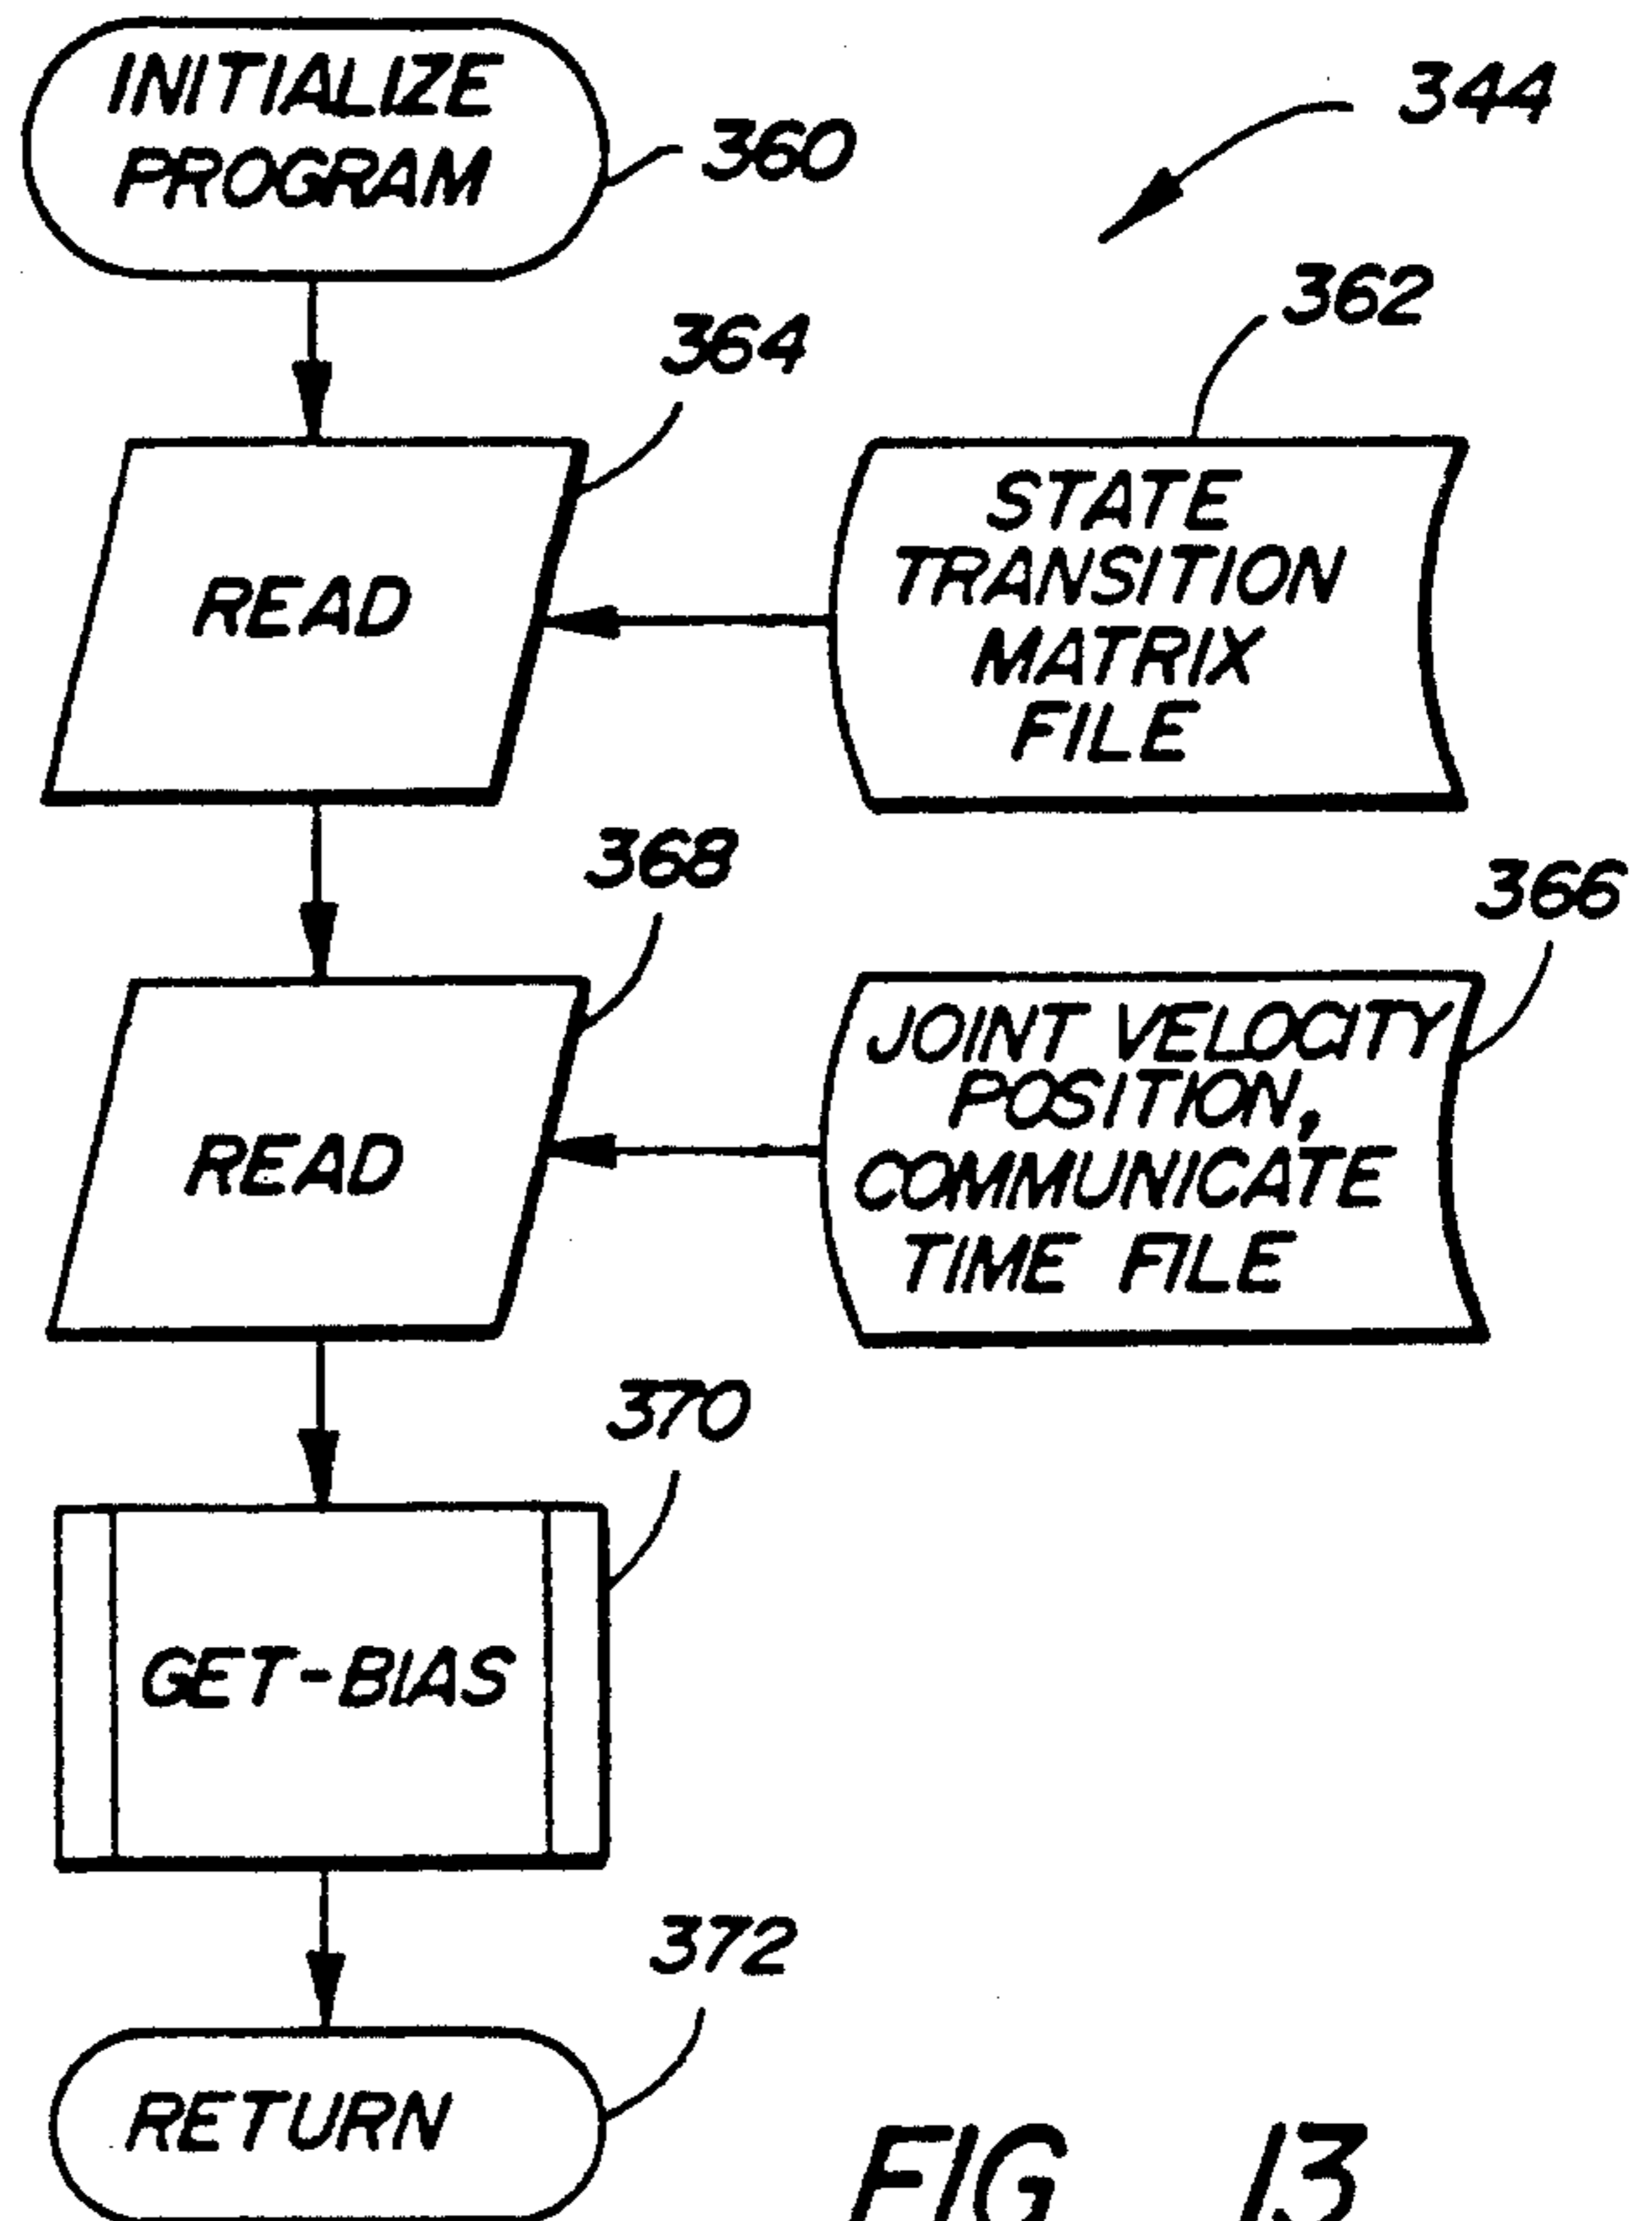 INITIALIZE
PROGRAM
360
344
364
362
READ
STATE
TRANSITION
MATRIX
FILE
368
366
READ
JOINT VELOCITY
POSITION,
COMMUNICATE
TIME FILE
370
GET-BIAS
372
RETURN
FIG 13